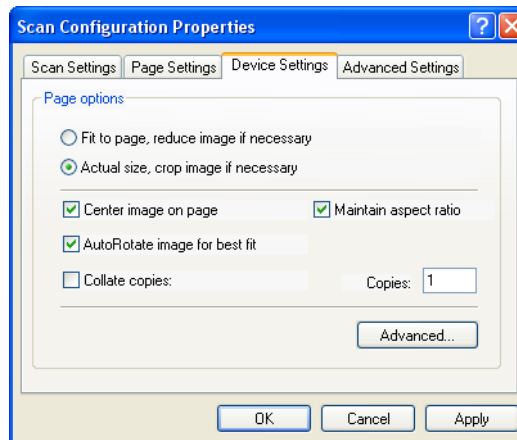 Scan Configuration Properties
Scan Settings Page Settings Device Settings Advanced Settings
Page options
Fit to page, reduce image if necessary
Actual size, crop image if necessary
Center image on page Maintain aspect ratio
AutoRotate image for best fit
Collate copies: Copies: 1
Advanced...
OK Cancel Apply